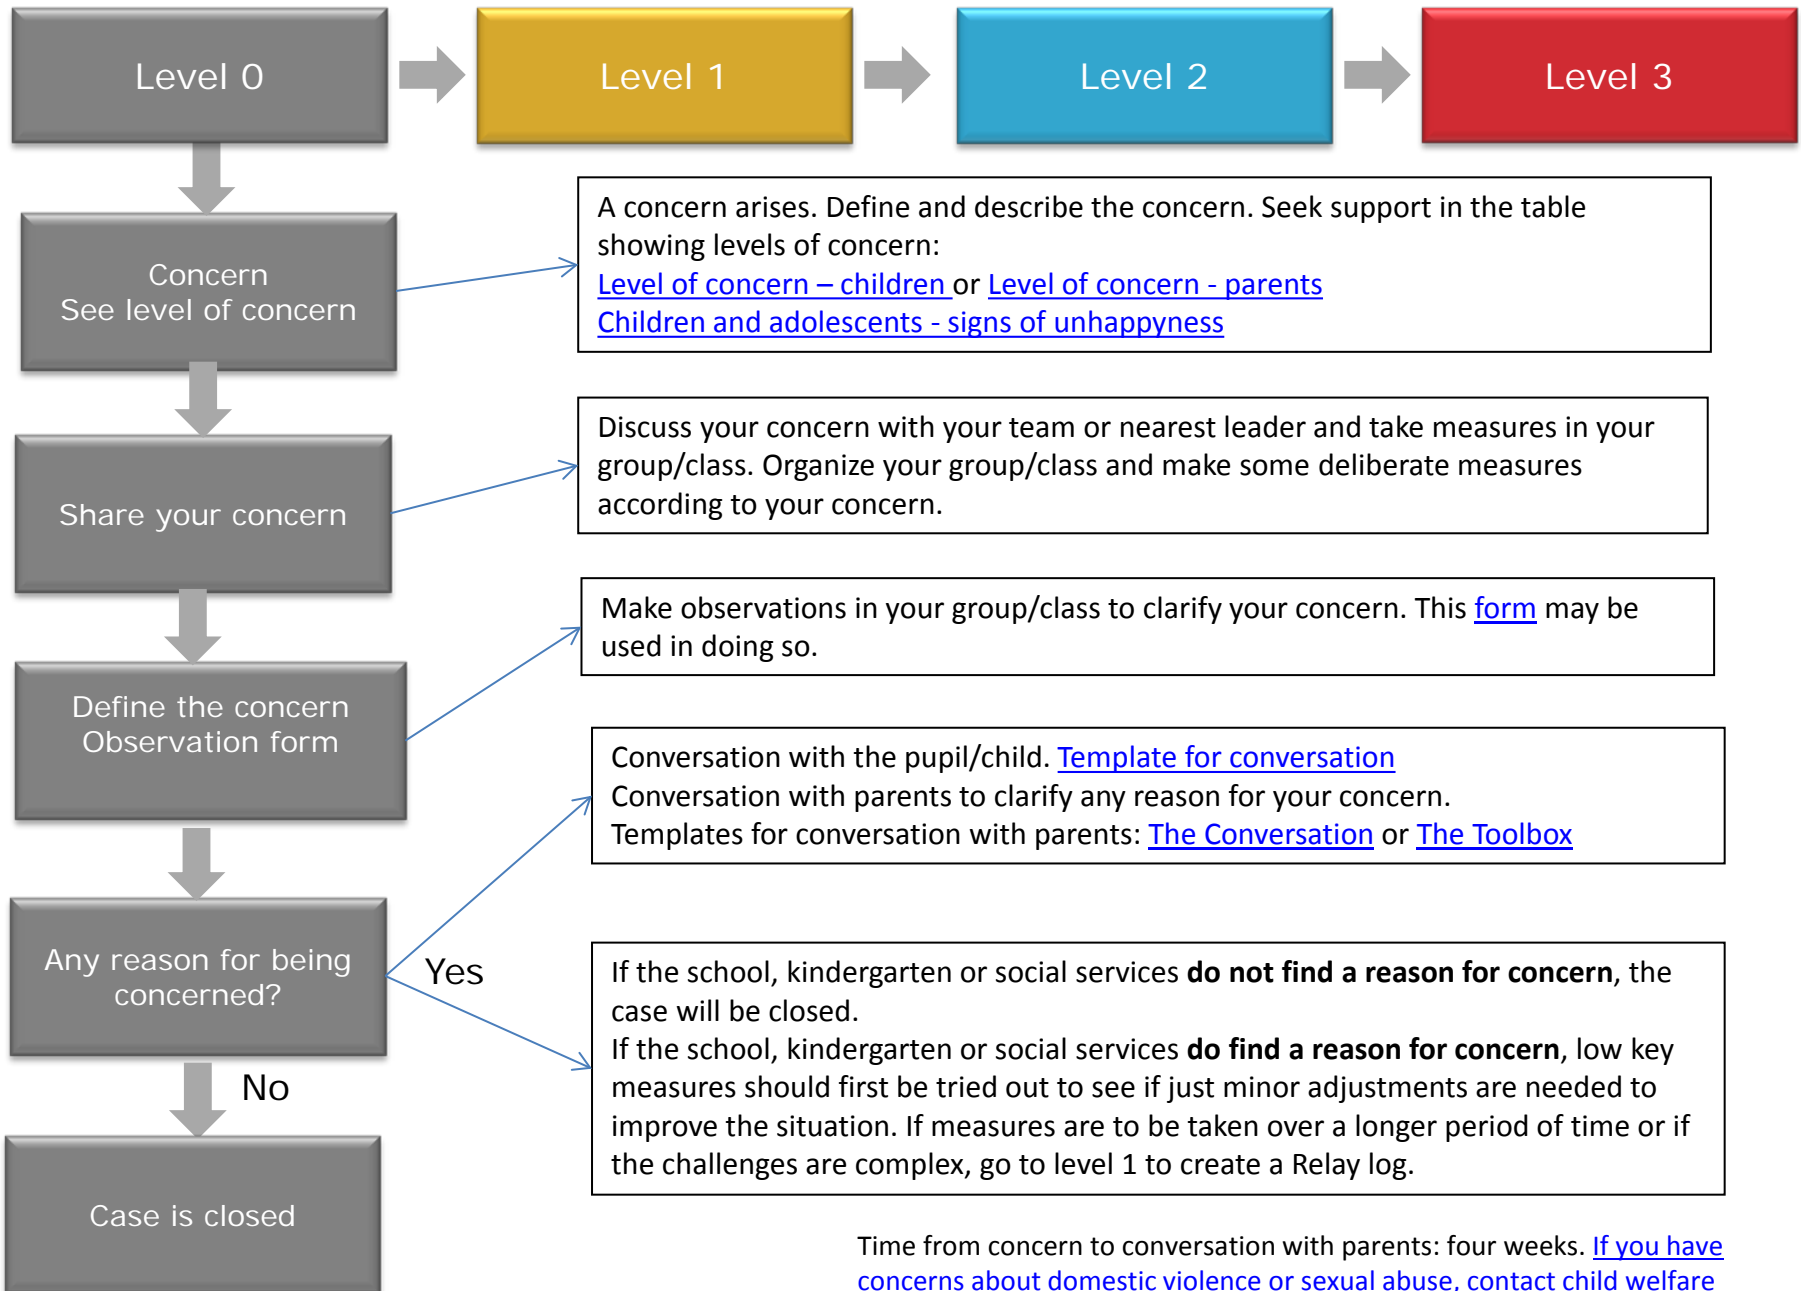 Level 0
Level 1
Level 2
Level 3
Concern
See level of concern
A concern arises. Define and describe the concern. Seek support in the table
showing levels of concern:
Level of concern – children or Level of concern - parents
Children and adolescents - signs of unhappyness
Share your concern
Discuss your concern with your team or nearest leader and take measures in your
group/class. Organize your group/class and make some deliberate measures
according to your concern.
Define the concern
Observation form
Make observations in your group/class to clarify your concern. This form may be
used in doing so.
Any reason for being
concerned?
Yes
Conversation with the pupil/child. Template for conversation
Conversation with parents to clarify any reason for your concern.
Templates for conversation with parents: The Conversation or The Toolbox
If the school, kindergarten or social services do not find a reason for concern, the
case will be closed.
If the school, kindergarten or social services do find a reason for concern, low key
measures should first be tried out to see if just minor adjustments are needed to
improve the situation. If measures are to be taken over a longer period of time or if
the challenges are complex, go to level 1 to create a Relay log.
No
Case is closed
Time from concern to conversation with parents: four weeks. If you have
concerns about domestic violence or sexual abuse, contact child welfare